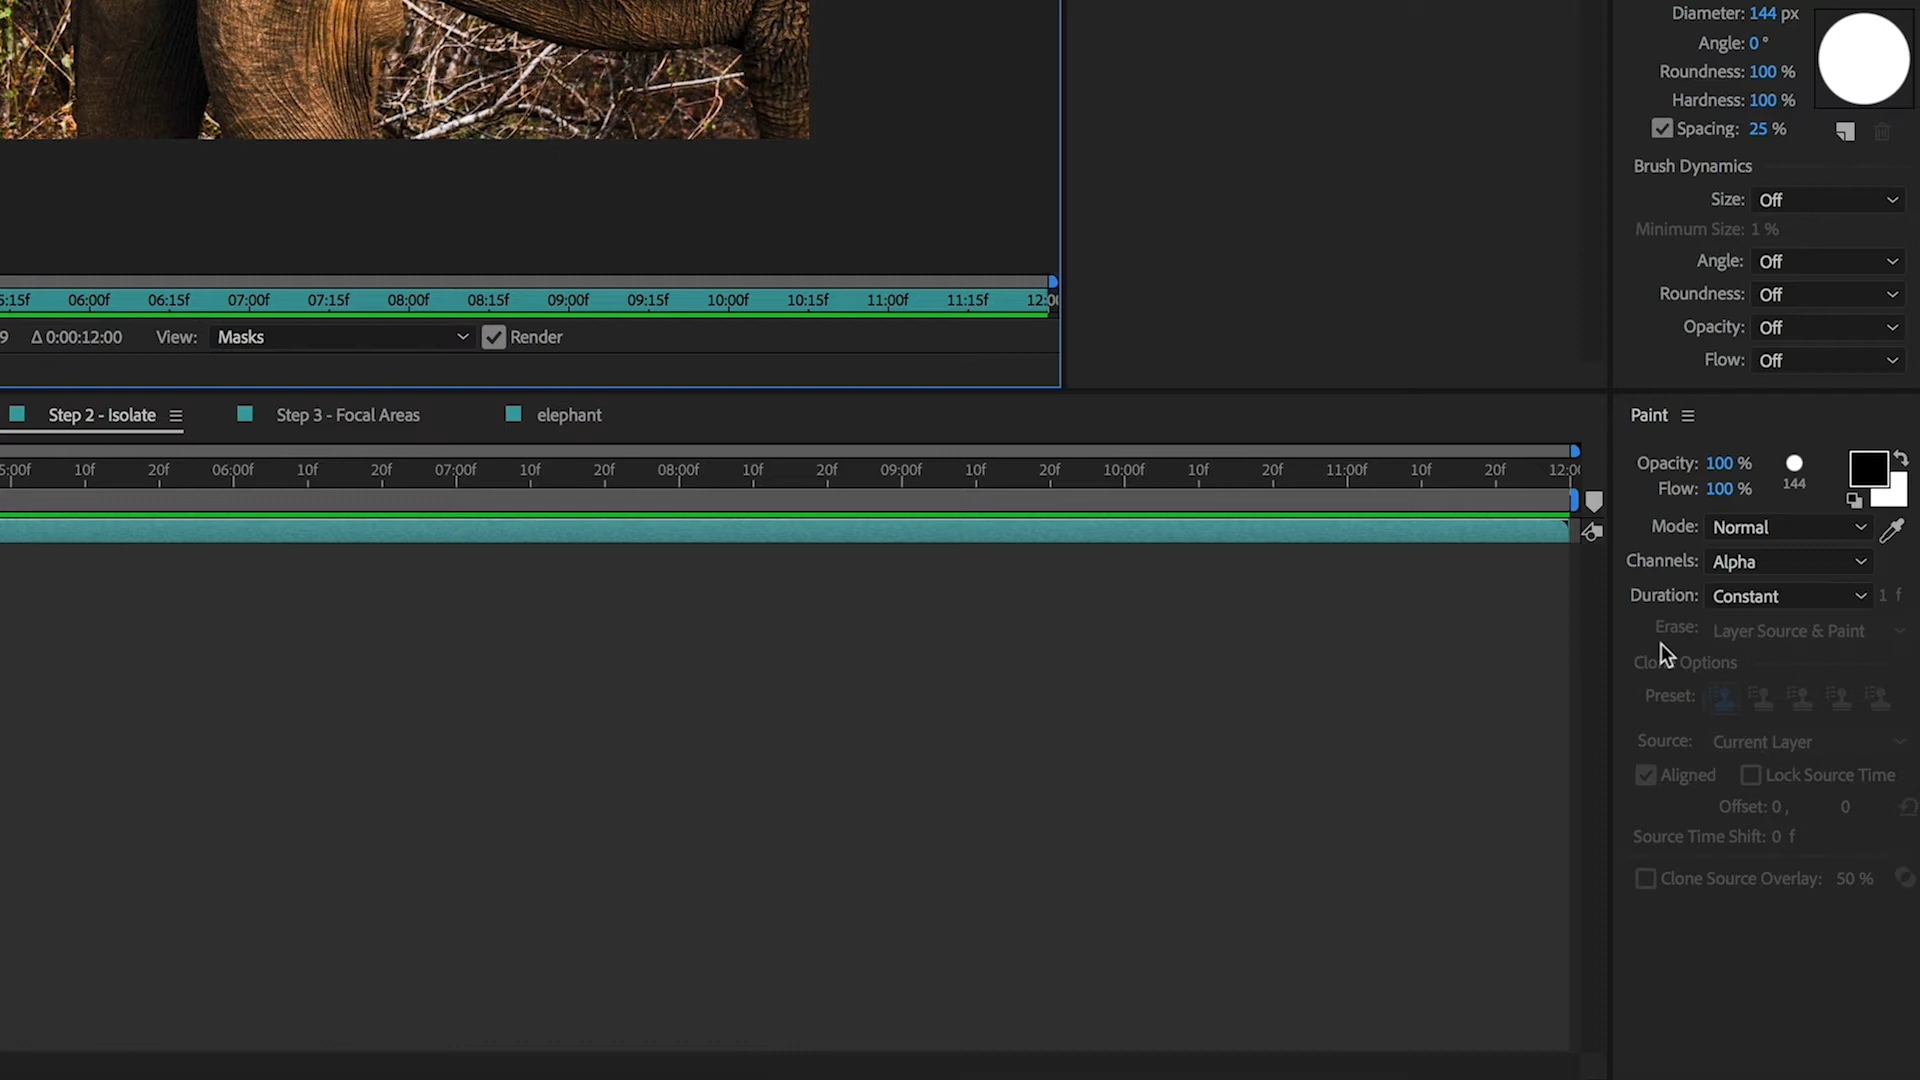 Diameter: 144 px
Angle: 0 °
Roundness: 100 %
Hardness: 100 %
Spacing: 25 %
Brush Dynamics
Size: Off
Minimum Size: 1 %
Angle: Off
Roundness: Off
Opacity: Off
Flow: Off
5:15f 06:00f 06:15f 07:00f 07:15f 08:00f 08:15f 09:00f 09:15f 10:00f 10:15f 11:00f 11:15f 12:00
9 Δ 0:00:12:00 View: Masks Render
Step 2 - Isolate Step 3 - Focal Areas elephant
5:00f 10f 20f 06:00f 10f 20f 07:00f 10f 20f 08:00f 10f 20f 09:00f 10f 20f 10:00f 10f 20f 11:00f 10f 20f 12:00
Paint
Opacity: 100 %
Flow: 100 %
144
Mode: Normal
Channels: Alpha
Duration: Constant 1 f
Erase: Layer Source & Paint
Clone Options
Preset:
Source: Current Layer
Aligned Lock Source Time
Offset: 0 , 0
Source Time Shift: 0 f
Clone Source Overlay: 50 %